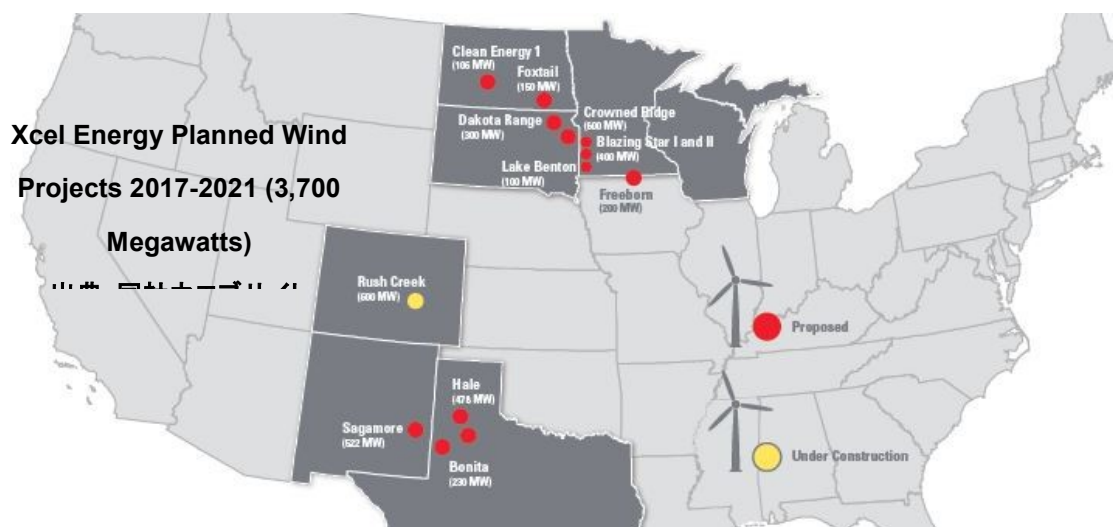 Xcel Energy Planned Wind
Projects 2017-2021 (3,700
Megawatts)
Clean Energy 1
(106 MW)
Foxtail
(150 MW)
Dakota Range
(300 MW)
Crowned Ridge
(600 MW)
Blazing Star I and II
(400 MW)
Lake Benton
(100 MW)
Freeborn
(200 MW)
Rush Creek
(600 MW)
Hale
(478 MW)
Sagamore
(522 MW)
Bonita
(230 MW)
Proposed
Under Construction